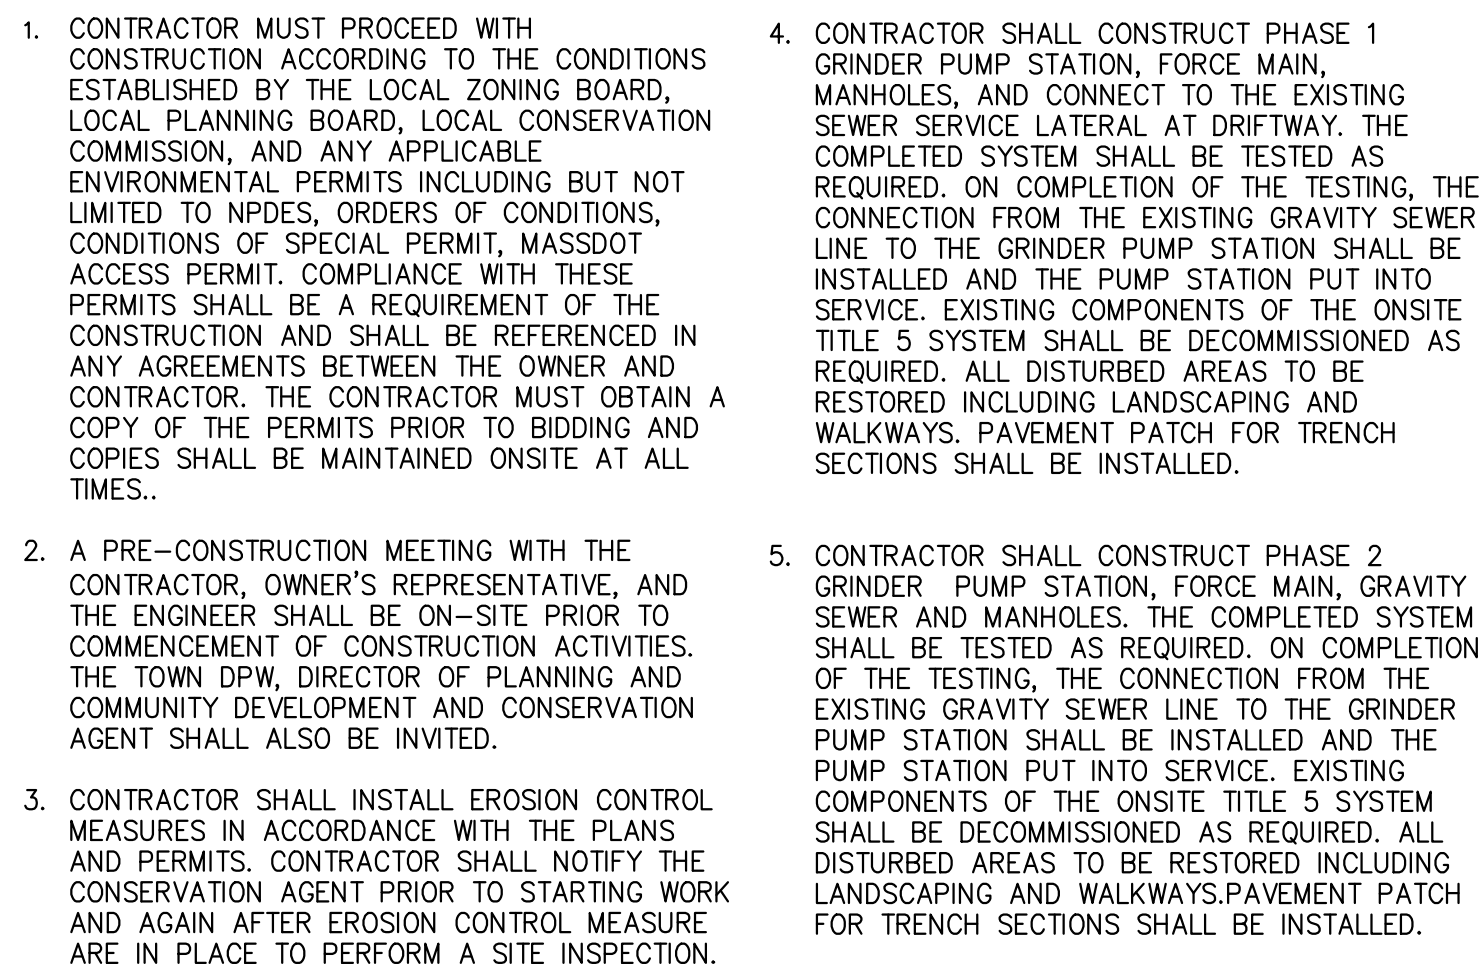 1. CONTRACTOR MUST PROCEED WITH
CONSTRUCTION ACCORDING TO THE CONDITIONS
ESTABLISHED BY THE LOCAL ZONING BOARD,
LOCAL PLANNING BOARD, LOCAL CONSERVATION
COMMISSION, AND ANY APPLICABLE
ENVIRONMENTAL PERMITS INCLUDING BUT NOT
LIMITED TO NPDES, ORDERS OF CONDITIONS,
CONDITIONS OF SPECIAL PERMIT, MASSDOT
ACCESS PERMIT. COMPLIANCE WITH THESE
PERMITS SHALL BE A REQUIREMENT OF THE
CONSTRUCTION AND SHALL BE REFERENCED IN
ANY AGREEMENTS BETWEEN THE OWNER AND
CONTRACTOR. THE CONTRACTOR MUST OBTAIN A
COPY OF THE PERMITS PRIOR TO BIDDING AND
COPIES SHALL BE MAINTAINED ONSITE AT ALL
TIMES..
2. A PRE-CONSTRUCTION MEETING WITH THE
CONTRACTOR, OWNER'S REPRESENTATIVE, AND
THE ENGINEER SHALL BE ON-SITE PRIOR TO
COMMENCEMENT OF CONSTRUCTION ACTIVITIES.
THE TOWN DPW, DIRECTOR OF PLANNING AND
COMMUNITY DEVELOPMENT AND CONSERVATION
AGENT SHALL ALSO BE INVITED.
3. CONTRACTOR SHALL INSTALL EROSION CONTROL
MEASURES IN ACCORDANCE WITH THE PLANS
AND PERMITS. CONTRACTOR SHALL NOTIFY THE
CONSERVATION AGENT PRIOR TO STARTING WORK
AND AGAIN AFTER EROSION CONTROL MEASURE
ARE IN PLACE TO PERFORM A SITE INSPECTION.
4. CONTRACTOR SHALL CONSTRUCT PHASE 1
GRINDER PUMP STATION, FORCE MAIN,
MANHOLES, AND CONNECT TO THE EXISTING
SEWER SERVICE LATERAL AT DRIFTWAY. THE
COMPLETED SYSTEM SHALL BE TESTED AS
REQUIRED. ON COMPLETION OF THE TESTING, THE
CONNECTION FROM THE EXISTING GRAVITY SEWER
LINE TO THE GRINDER PUMP STATION SHALL BE
INSTALLED AND THE PUMP STATION PUT INTO
SERVICE. EXISTING COMPONENTS OF THE ONSITE
TITLE 5 SYSTEM SHALL BE DECOMMISSIONED AS
REQUIRED. ALL DISTURBED AREAS TO BE
RESTORED INCLUDING LANDSCAPING AND
WALKWAYS. PAVEMENT PATCH FOR TRENCH
SECTIONS SHALL BE INSTALLED.
5. CONTRACTOR SHALL CONSTRUCT PHASE 2
GRINDER PUMP STATION, FORCE MAIN, GRAVITY
SEWER AND MANHOLES. THE COMPLETED SYSTEM
SHALL BE TESTED AS REQUIRED. ON COMPLETION
OF THE TESTING, THE CONNECTION FROM THE
EXISTING GRAVITY SEWER LINE TO THE GRINDER
PUMP STATION SHALL BE INSTALLED AND THE
PUMP STATION PUT INTO SERVICE. EXISTING
COMPONENTS OF THE ONSITE TITLE 5 SYSTEM
SHALL BE DECOMMISSIONED AS REQUIRED. ALL
DISTURBED AREAS TO BE RESTORED INCLUDING
LANDSCAPING AND WALKWAYS.PAVEMENT PATCH
FOR TRENCH SECTIONS SHALL BE INSTALLED.